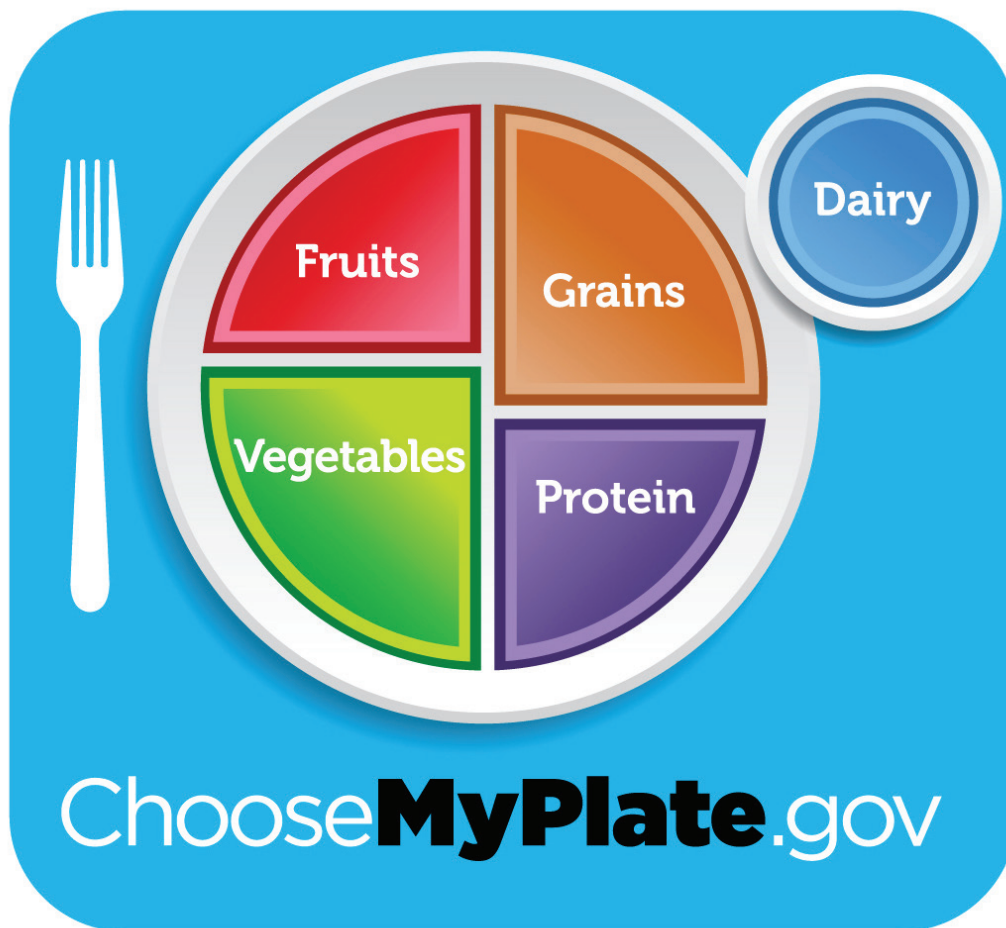 Dairy
Fruits
Grains
Vegetables
Protein
ChooseMyPlate.gov